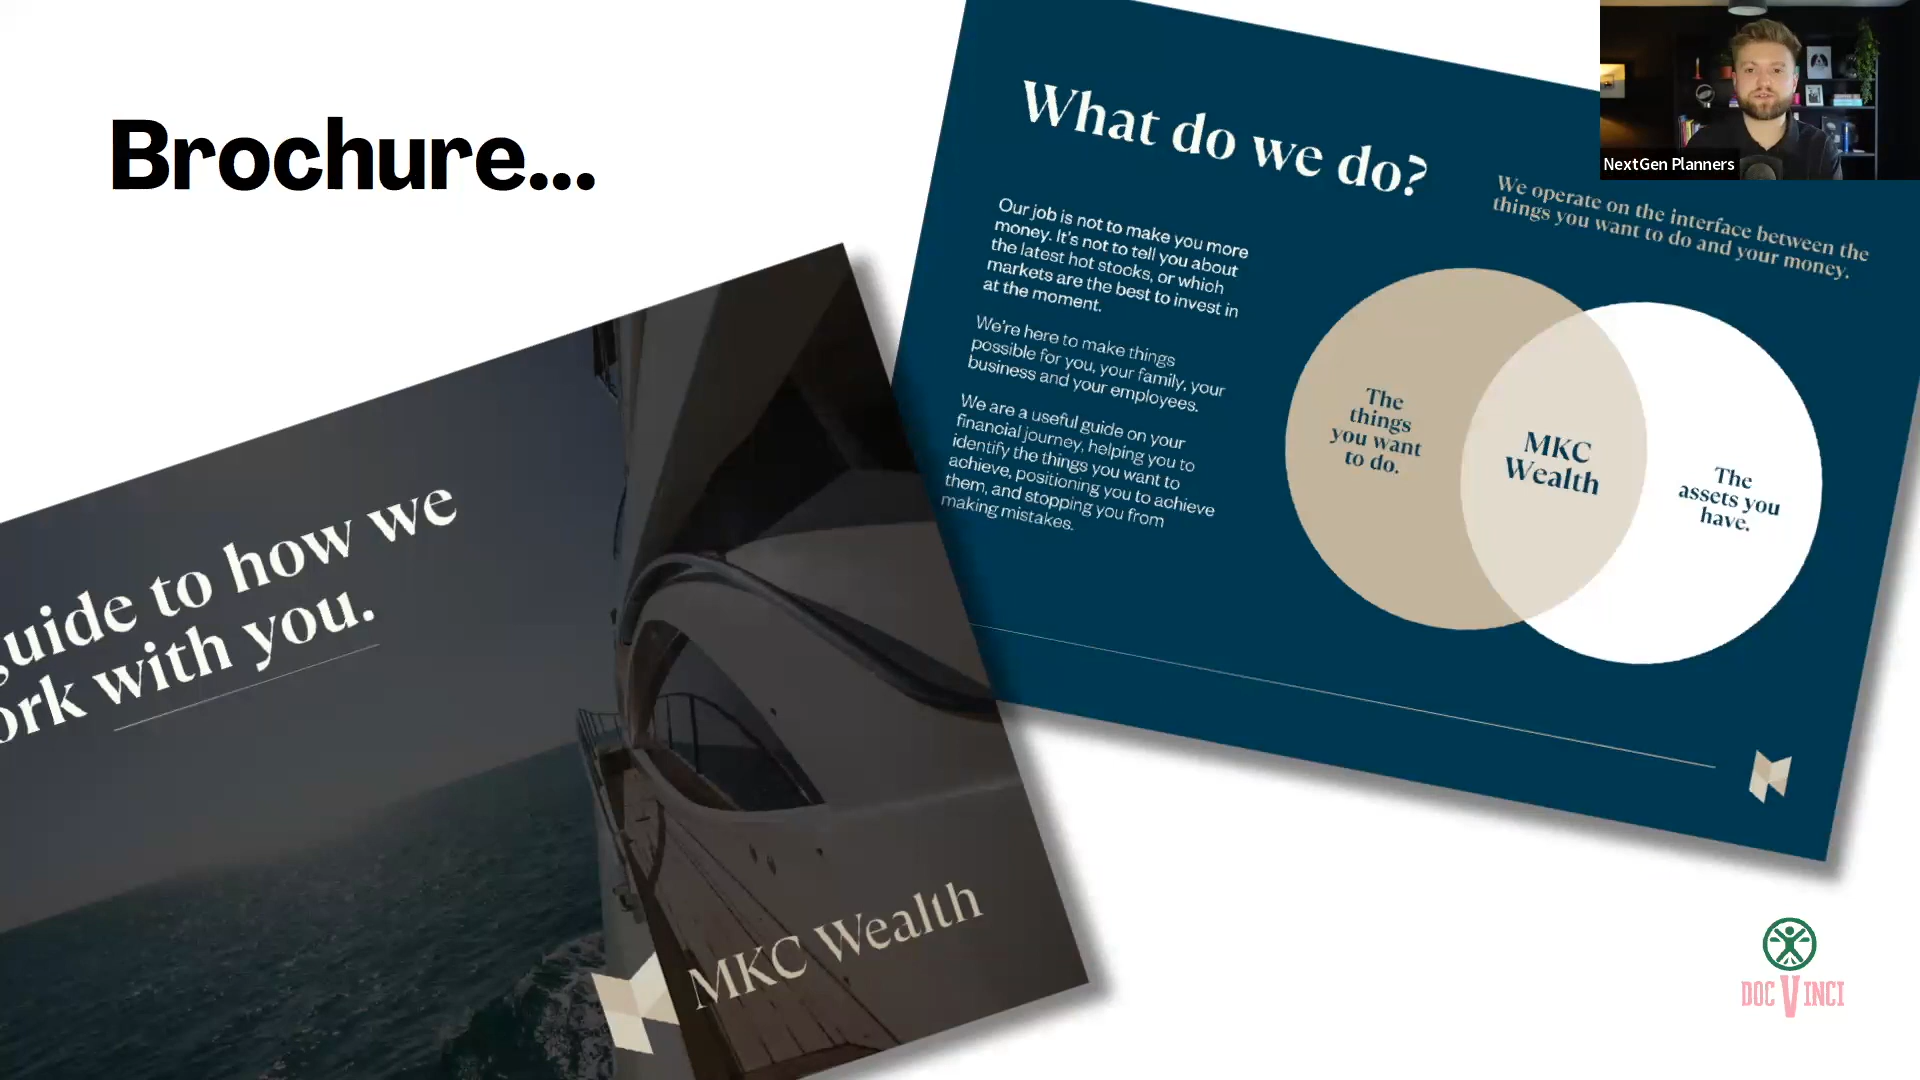 Brochure...
NextGen Planners
What do we do?
Our job is not to make you more
money. It's not to tell you about
the latest hot stocks, or which
markets are the best to invest in
at the moment.
We're here to make things
possible for you, your family, your
business and your employees.
We are a useful guide on your
financial journey, helping you to
identify the things you want to
achieve, positioning you to achieve
them, and stopping you from
making mistakes.
We operate on the interface between the
things you want to do and your money.
The
things
you want
to do.
MKC
Wealth
The
assets you
have.
guide to how we
ork with you.
MKC Wealth
DOC VINCI